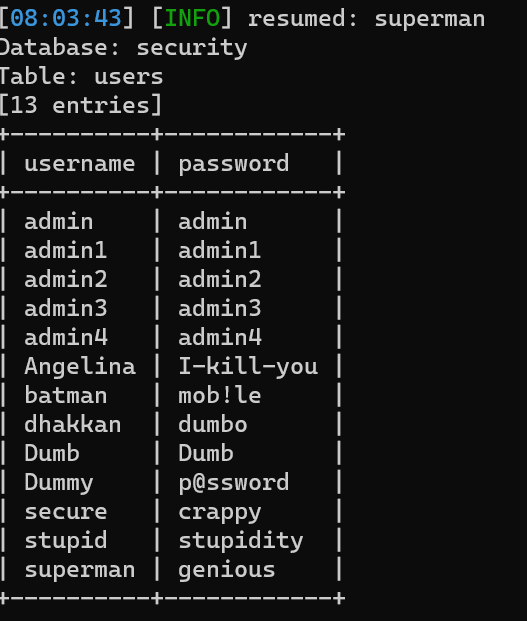 [08:03:43] [INFO] resumed: superman
Database: security
Table: users
[13 entries]
+----------+------------+
| username | password   |
+----------+------------+
| admin    | admin      |
| admin1   | admin1     |
| admin2   | admin2     |
| admin3   | admin3     |
| admin4   | admin4     |
| Angelina | I-kill-you |
| batman   | mob!le     |
| dhakkan  | dumbo      |
| Dumb     | Dumb       |
| Dummy    | p@ssword   |
| secure   | crappy     |
| stupid   | stupidity  |
| superman | genious    |
+----------+------------+